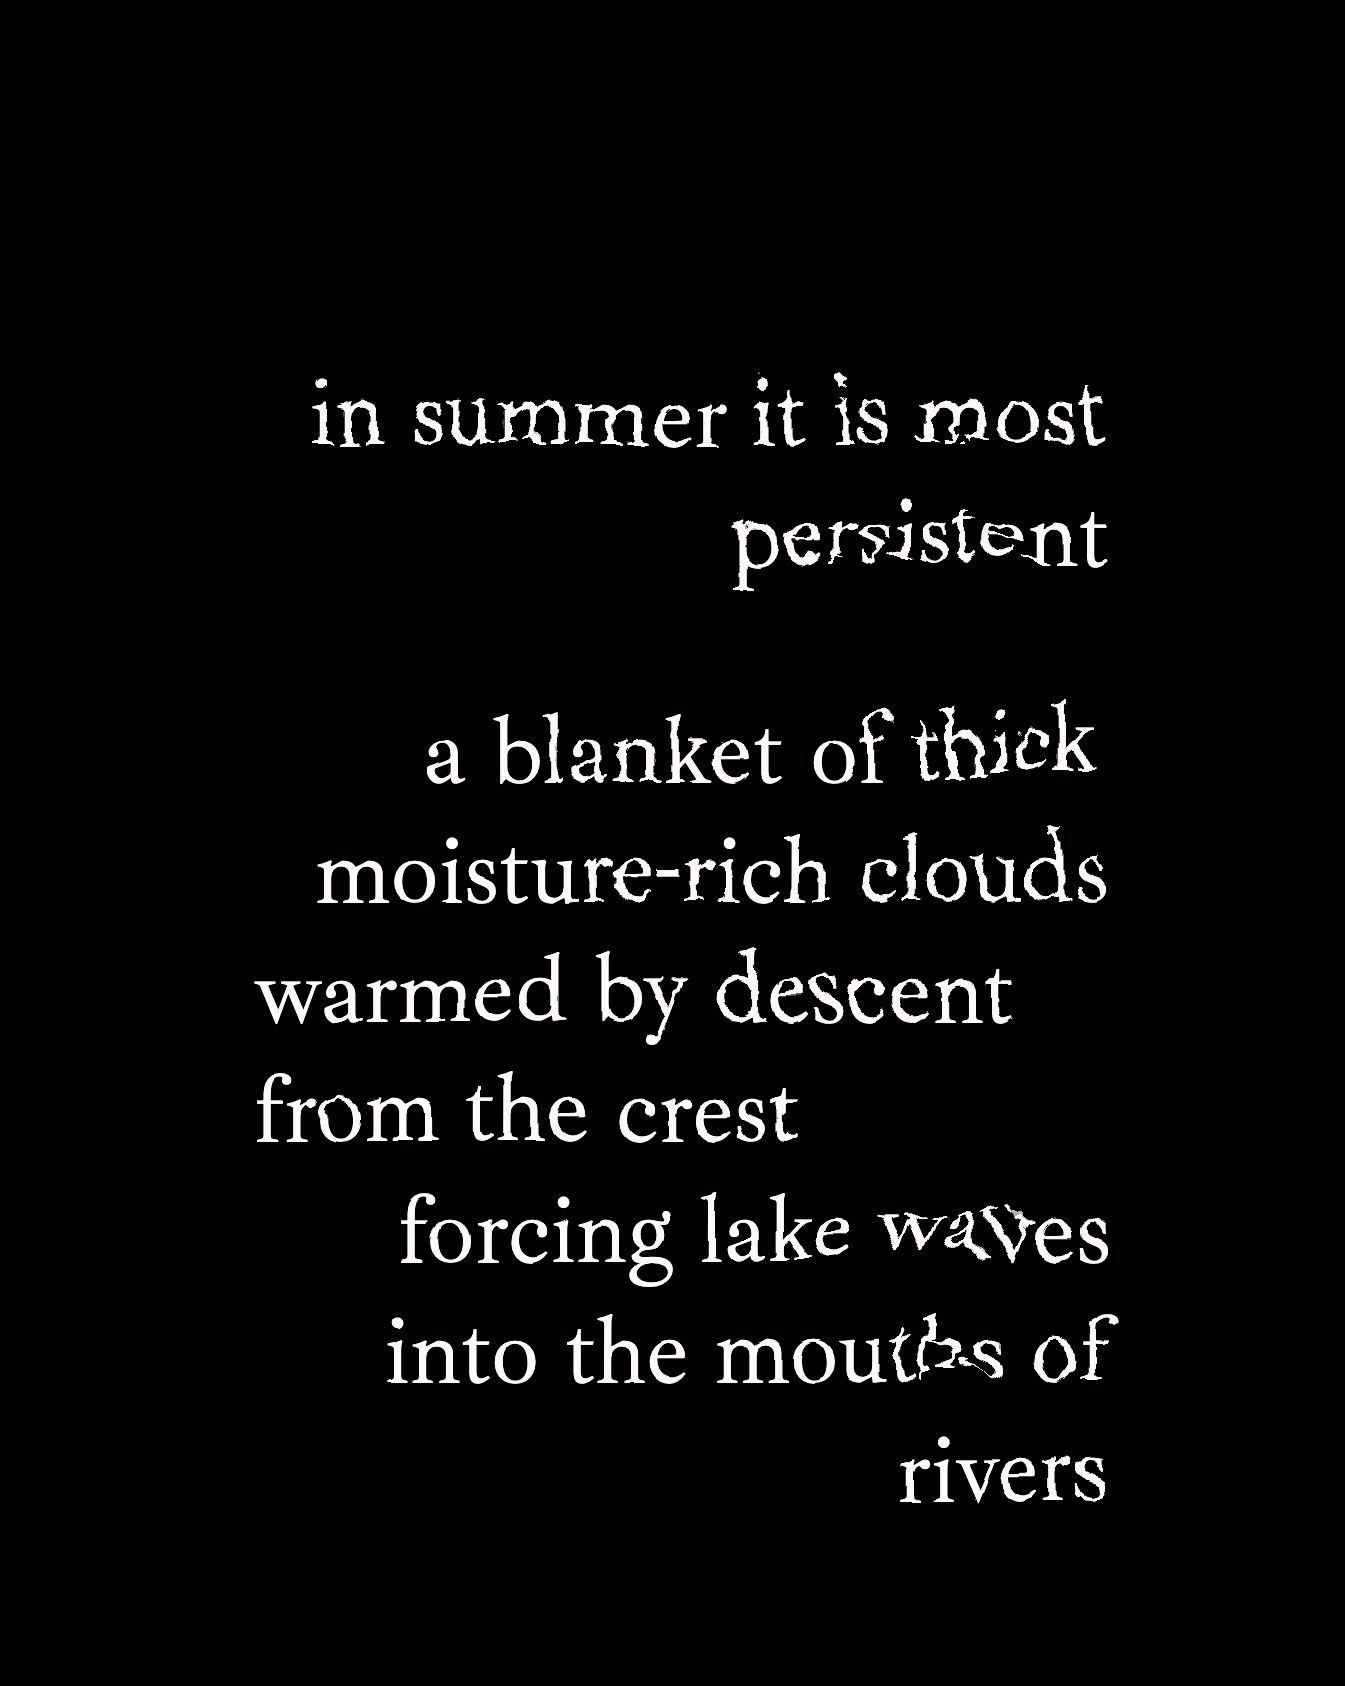 in summer it is most
persistent
a blanket of thick
moisture-rich clouds
warmed by descent
from the crest
forcing lake waves
into the mouths of
rivers